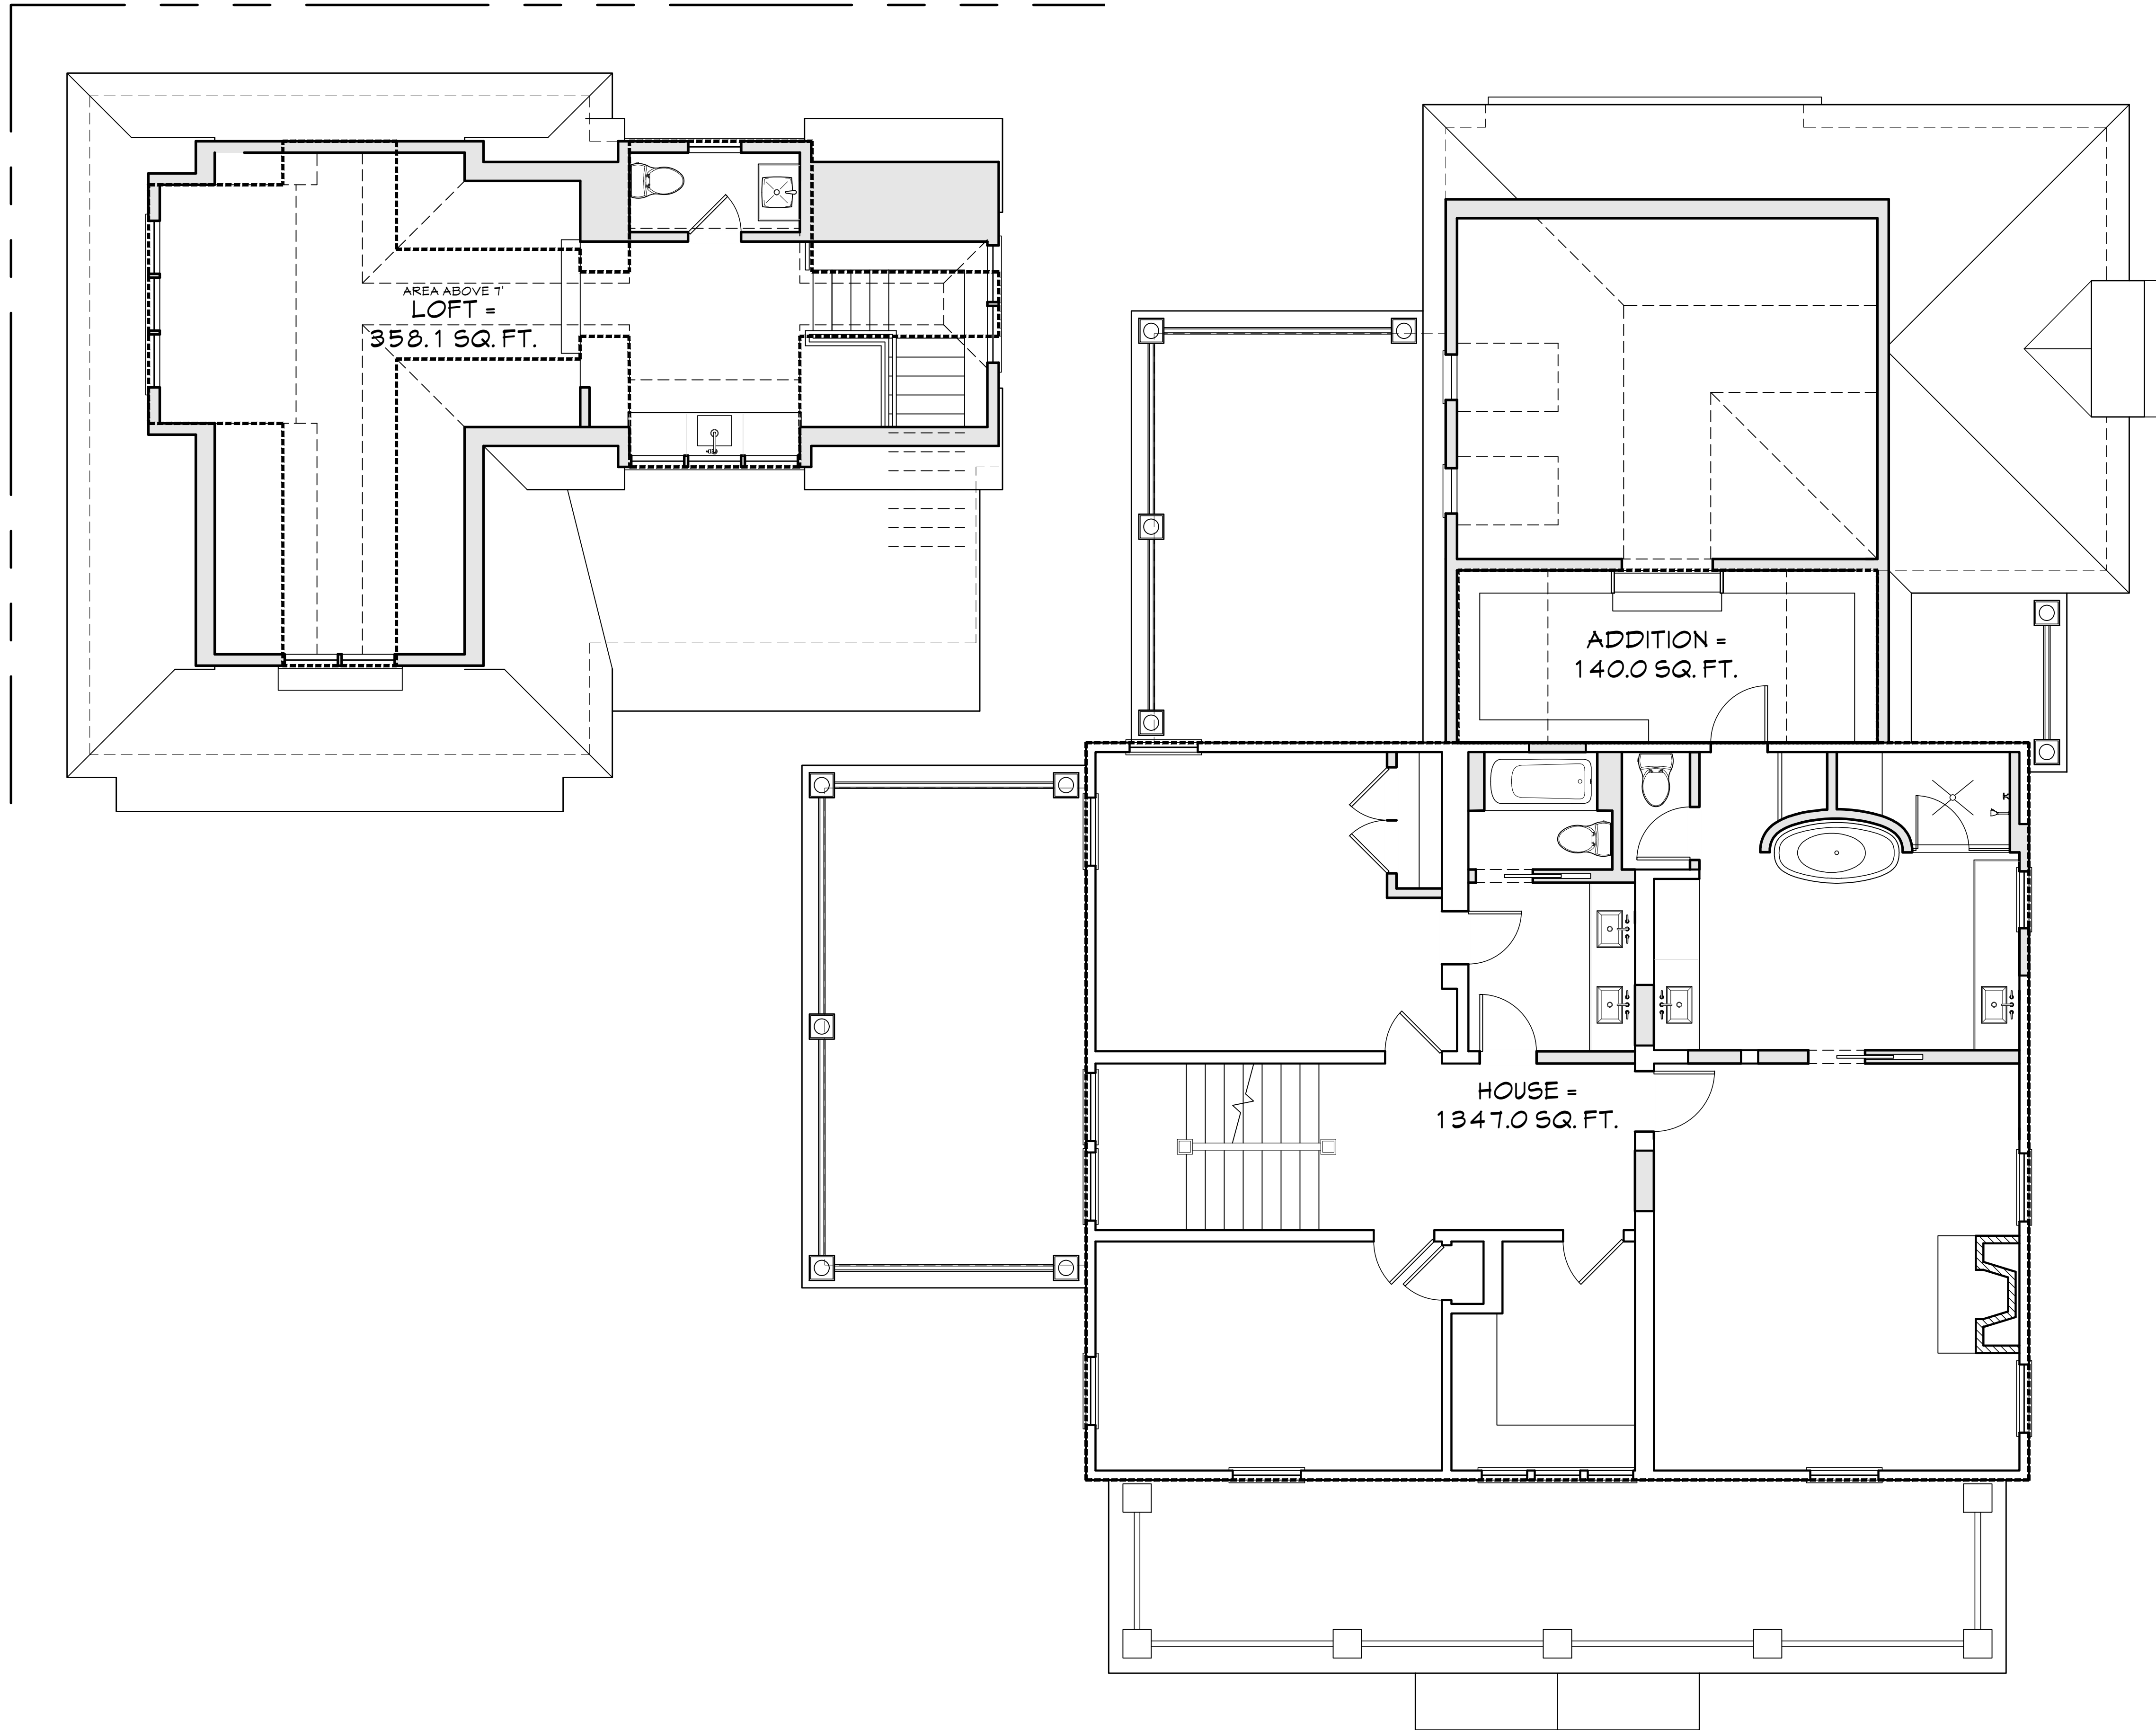 AREA ABOVE 7'
LOFT =
358.1 SQ. FT.
ADDITION =
140.0 SQ. FT.
HOUSE =
1347.0 SQ. FT.